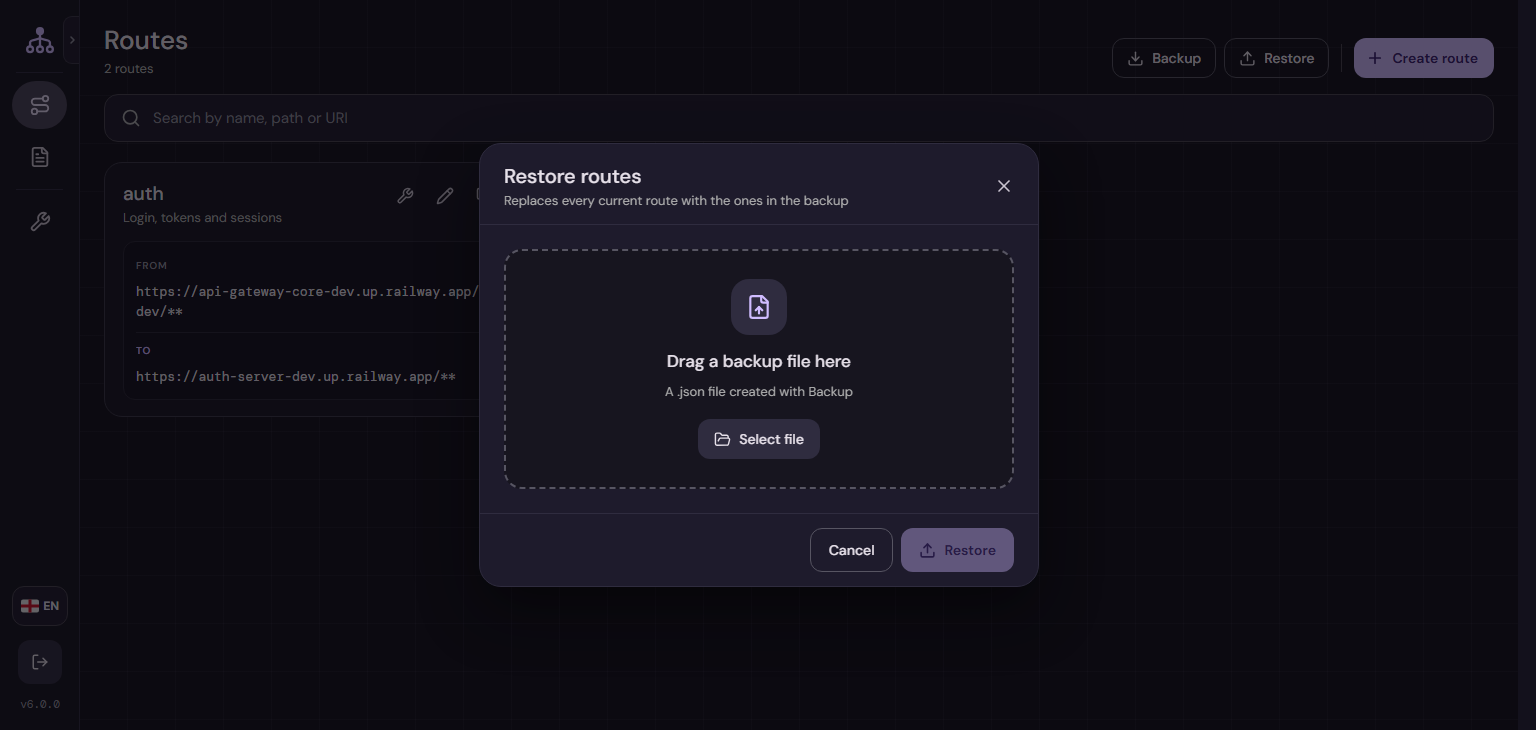 Routes
2 routes
Backup
Restore
Create route
Search by name, path or URI
auth
Login, tokens and sessions
FROM
https://api-gateway-core-dev.up.railway.app/
dev/**
TO
https://auth-server-dev.up.railway.app/**
Restore routes
Replaces every current route with the ones in the backup
Drag a backup file here
A .json file created with Backup
Select file
Cancel
Restore
EN
v6.0.0